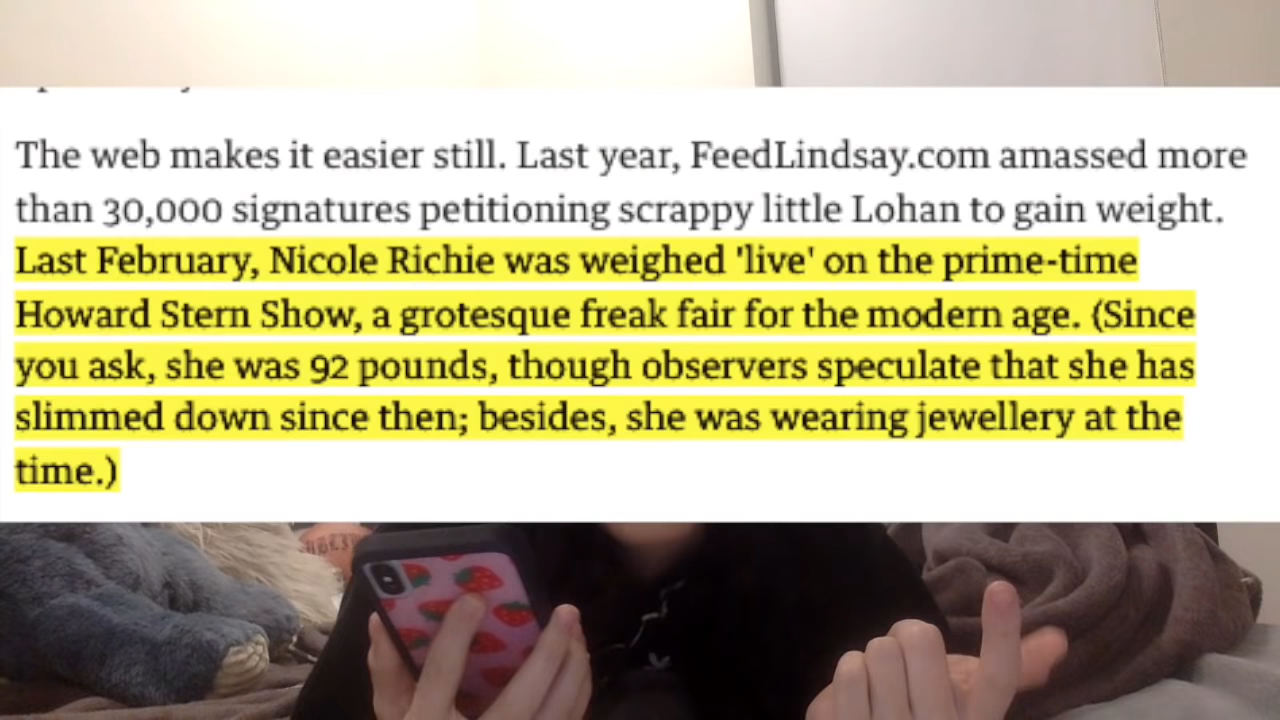 The web makes it easier still. Last year, FeedLindsay.com amassed more
than 30,000 signatures petitioning scrappy little Lohan to gain weight.
Last February, Nicole Richie was weighed 'live' on the prime-time
Howard Stern Show, a grotesque freak fair for the modern age. (Since
you ask, she was 92 pounds, though observers speculate that she has
slimmed down since then; besides, she was wearing jewellery at the
time.)